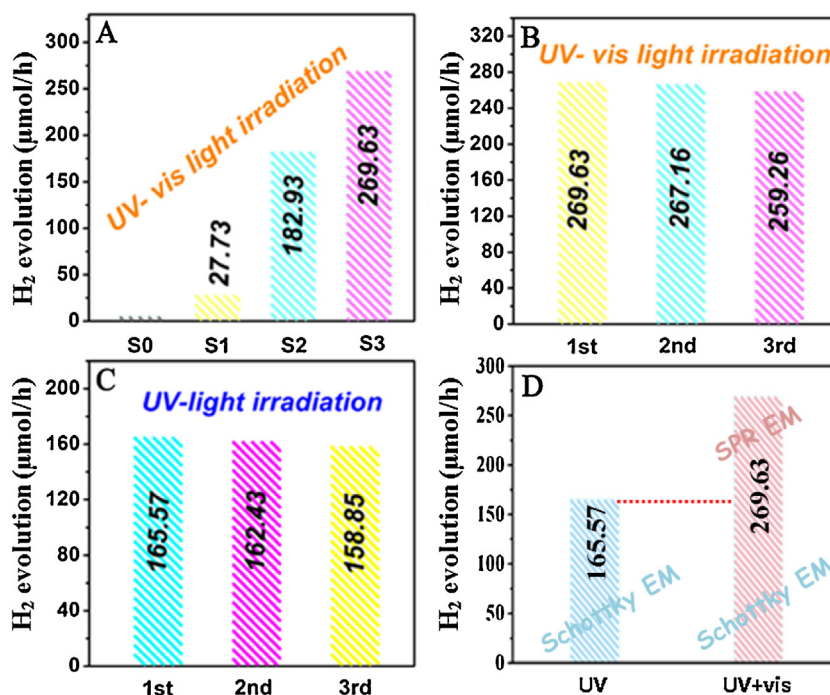 A
UV- vis light irradiation
H2 evolution (μmol/h)
300
250
200
150
100
50
0
27.73
182.93
269.63
S0 S1 S2 S3
B
UV- vis light irradiation
H2 evolution (μmol/h)
320
280
240
200
160
120
80
40
0
269.63
267.16
259.26
1st 2nd 3rd
C
UV-light irradiation
H2 evolution (μmol/h)
200
160
120
80
40
0
165.57
162.43
158.85
1st 2nd 3rd
D
H2 evolution (μmol/h)
300
250
200
150
100
50
0
SPR EM
165.57
269.63
Schottky EM
Schottky EM
UV UV+vis